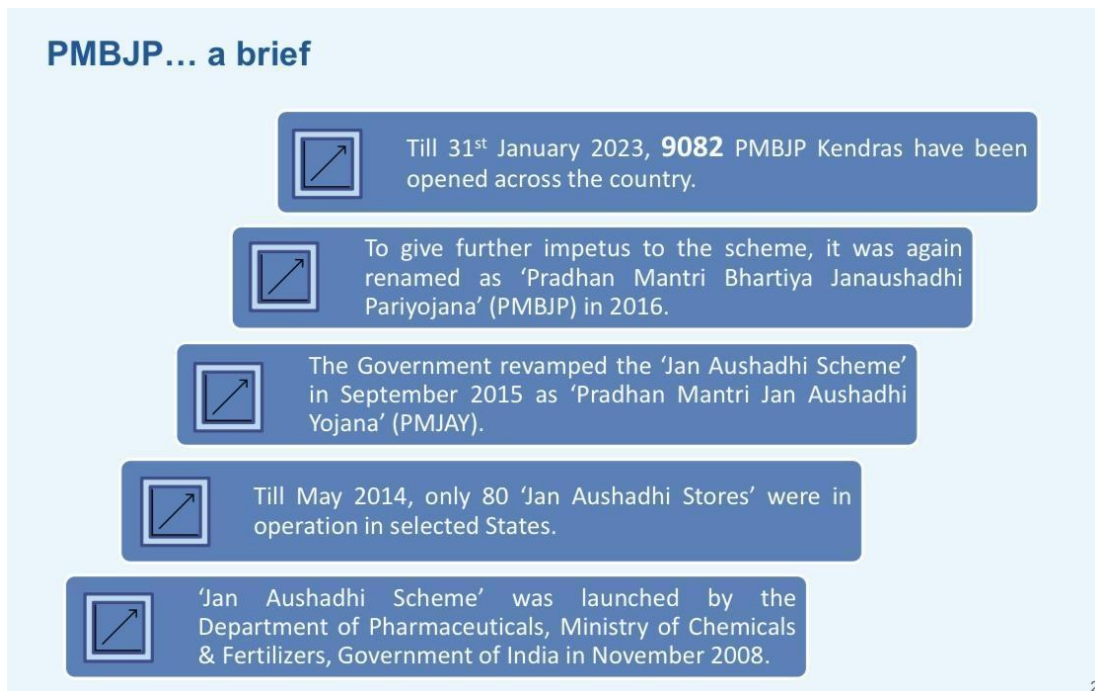 PMBJP... a brief
Till 31st January 2023, 9082 PMBJP Kendras have been
opened across the country.
To give further impetus to the scheme, it was again
renamed as ‘Pradhan Mantri Bhartiya Janaushadhi
Pariyojana’ (PMBJP) in 2016.
The Government revamped the ‘Jan Aushadhi Scheme’
in September 2015 as ‘Pradhan Mantri Jan Aushadhi
Yojana’ (PMJAY).
Till May 2014, only 80 ‘Jan Aushadhi Stores’ were in
operation in selected States.
‘Jan Aushadhi Scheme’ was launched by the
Department of Pharmaceuticals, Ministry of Chemicals
& Fertilizers, Government of India in November 2008.